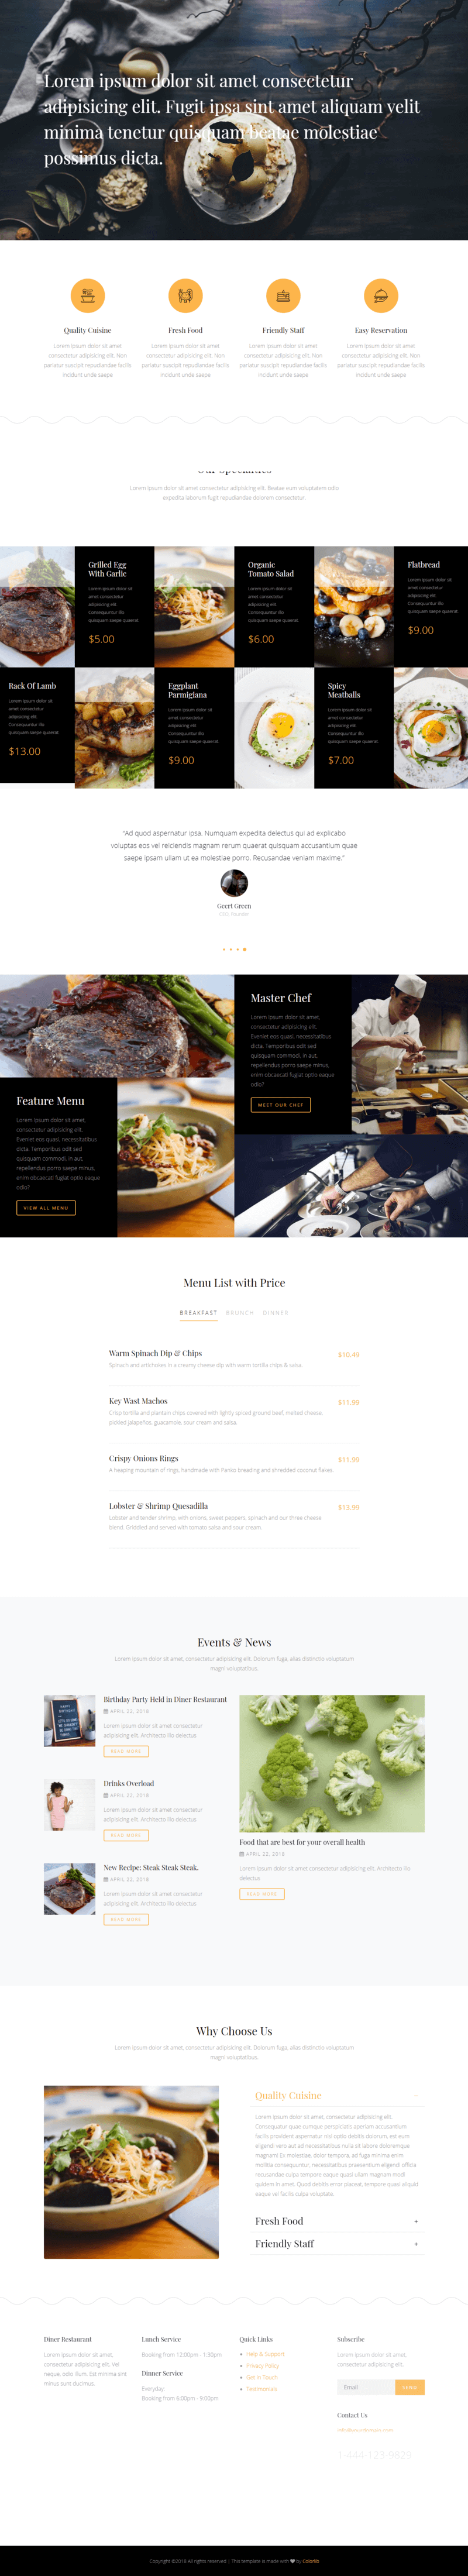 Lorem ipsum dolor sit amet consectetur
adipisicing elit. Fugit ipsa sint amet aliquam velit
minima tenetur quisquam beatae molestiae
possimus dicta.
Quality Cuisine
Lorem ipsum dolor sit amet
consectetur adipisicing elit. Non
pariatur suscipit repudiandae facilis
incidunt unde saepe
Fresh Food
Lorem ipsum dolor sit amet
consectetur adipisicing elit. Non
pariatur suscipit repudiandae facilis
incidunt unde saepe
Friendly Staff
Lorem ipsum dolor sit amet
consectetur adipisicing elit. Non
pariatur suscipit repudiandae facilis
incidunt unde saepe
Easy Reservation
Lorem ipsum dolor sit amet
consectetur adipisicing elit. Non
pariatur suscipit repudiandae facilis
incidunt unde saepe
Our Specialties
Lorem ipsum dolor sit amet consectetur adipisicing elit. Beatae eum voluptatem odio
expedita laborum fugit repudiandae dolorem consectetur.
Grilled Egg
With Garlic
Lorem ipsum dolor sit
amet consectetur
adipisicing elit.
Consequuntur illo
quisquam saepe quaerat.
$5.00
Organic
Tomato Salad
Lorem ipsum dolor sit
amet consectetur
adipisicing elit.
Consequuntur illo
quisquam saepe quaerat.
$6.00
Flatbread
Lorem ipsum dolor sit
amet consectetur
adipisicing elit.
Consequuntur illo
quisquam saepe quaerat.
$9.00
Rack Of Lamb
Lorem ipsum dolor sit
amet consectetur
adipisicing elit.
Consequuntur illo
quisquam saepe quaerat.
$13.00
Eggplant
Parmigiana
Lorem ipsum dolor sit
amet consectetur
adipisicing elit.
Consequuntur illo
quisquam saepe quaerat.
$9.00
Spicy
Meatballs
Lorem ipsum dolor sit
amet consectetur
adipisicing elit.
Consequuntur illo
quisquam saepe quaerat.
$7.00
"Ad quod aspernatur ipsa. Numquam expedita delectus qui ad explicabo
voluptas eos vel reiciendis magnam rerum quaerat quisquam accusantium quae
saepe ipsam ullam ut ea molestiae porro. Recusandae veniam maxime."
Geert Green
CEO, Founder
Master Chef
Lorem ipsum dolor sit amet,
consectetur adipisicing elit.
Eveniet eos quasi, necessitatibus
dicta. Temporibus odit sed
quisquam commodi, in aut,
repellendus porro saepe minus,
enim obcaecati fugiat optio eaque
odio?
MEET OUR CHEF
Feature Menu
Lorem ipsum dolor sit amet,
consectetur adipisicing elit.
Eveniet eos quasi, necessitatibus
dicta. Temporibus odit sed
quisquam commodi, in aut,
repellendus porro saepe minus,
enim obcaecati fugiat optio eaque
odio?
VIEW ALL MENU
Menu List with Price
BREAKFAST BRUNCH DINNER
Warm Spinach Dip & Chips $10.49
Spinach and artichokes in a creamy cheese dip with warm tortilla chips & salsa.
Key Wast Machos $11.99
Crisp tortilla and plantain chips covered with lightly spiced ground beef, melted cheese,
pickled jalapeños, guacamole, sour cream and salsa.
Crispy Onions Rings $11.99
A heaping mountain of rings, handmade with Panko breading and shredded coconut flakes.
Lobster & Shrimp Quesadilla $13.99
Lobster and tender shrimp, with onions, sweet peppers, spinach and our three cheese
blend. Griddled and served with tomato salsa and sour cream.
Events & News
Lorem ipsum dolor sit amet, consectetur adipisicing elit. Dolorum fuga, alias distinctio voluptatum
magni voluptatibus.
Birthday Party Held in Diner Restaurant
APRIL 22, 2018
Lorem ipsum dolor sit amet consectetur
adipisicing elit. Architecto illo delectus
READ MORE
Drinks Overload
APRIL 22, 2018
Lorem ipsum dolor sit amet consectetur
adipisicing elit. Architecto illo delectus
READ MORE
New Recipe: Steak Steak Steak.
APRIL 22, 2018
Lorem ipsum dolor sit amet consectetur
adipisicing elit. Architecto illo delectus
READ MORE
Food that are best for your overall health
APRIL 22, 2018
Lorem ipsum dolor sit amet consectetur adipisicing elit. Architecto illo
delectus
READ MORE
Why Choose Us
Lorem ipsum dolor sit amet, consectetur adipisicing elit. Dolorum fuga, alias distinctio voluptatum
magni voluptatibus.
Quality Cuisine
Lorem ipsum dolor sit amet, consectetur adipisicing elit.
Consequatur quae cumque perspiciatis aperiam accusantium
facilis provident aspernatur nisi optio debitis dolorum, est eum
eligendi vero aut ad necessitatibus nulla sit labore doloremque
magnam! Ex molestiae, dolor tempora, ad fuga minima enim
mollitia consequuntur, necessitatibus praesentium eligendi officia
recusandae culpa tempore eaque quasi ullam magnam modi
quidem in amet. Quod debitis error placeat, tempore quasi aliquid
eaque vel facilis culpa voluptate.
Fresh Food +
Friendly Staff +
Diner Restaurant
Lorem ipsum dolor sit amet,
consectetur adipisicing elit. Vel
neque, odio illum. Est minima sint
minus sunt ducimus.
Lunch Service
Booking from 12:00pm - 1:30pm
Dinner Service
Everyday:
Booking from 6:00pm - 9:00pm
Quick Links
Help & Support
Privacy Policy
Get in Touch
Testimonials
Subscribe
Lorem ipsum dolor sit amet,
consectetur adipisicing elit.
Email SEND
Contact Us
1-444-123-9829
Copyright ©2018 All rights reserved | This template is made with by Colorlib